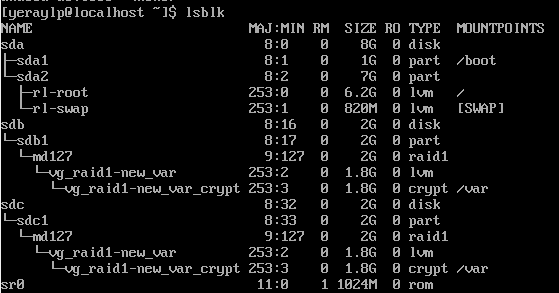 [yeraylp@localhost ~]$ lsblk
NAME                            MAJ:MIN RM  SIZE RO TYPE  MOUNTPOINTS
sda                               8:0    0    8G  0 disk
├─sda1                            8:1    0    1G  0 part  /boot
└─sda2                            8:2    0    7G  0 part
  ├─rl-root                     253:0    0  6.2G  0 lvm   /
  └─rl-swap                     253:1    0  820M  0 lvm   [SWAP]
sdb                               8:16   0    2G  0 disk
└─sdb1                            8:17   0    2G  0 part
  └─md127                         9:127  0    2G  0 raid1
    └─vg_raid1-new_var          253:2    0  1.8G  0 lvm
      └─vg_raid1-new_var_crypt  253:3    0  1.8G  0 crypt /var
sdc                               8:32   0    2G  0 disk
└─sdc1                            8:33   0    2G  0 part
  └─md127                         9:127  0    2G  0 raid1
    └─vg_raid1-new_var          253:2    0  1.8G  0 lvm
      └─vg_raid1-new_var_crypt  253:3    0  1.8G  0 crypt /var
sr0                              11:0    1 1024M  0 rom